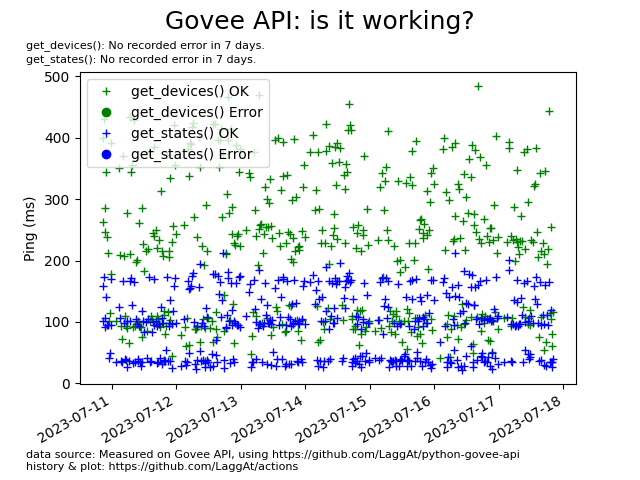 Govee API: is it working?
get_devices(): No recorded error in 7 days.
get_states(): No recorded error in 7 days.
get_devices() OK
get_devices() Error
get_states() OK
get_states() Error
Ping (ms)
500
400
300
200
100
0
2023-07-11
2023-07-12
2023-07-13
2023-07-14
2023-07-15
2023-07-16
2023-07-17
2023-07-18
data source: Measured on Govee API, using https://github.com/LaggAt/python-govee-api
history & plot: https://github.com/LaggAt/actions